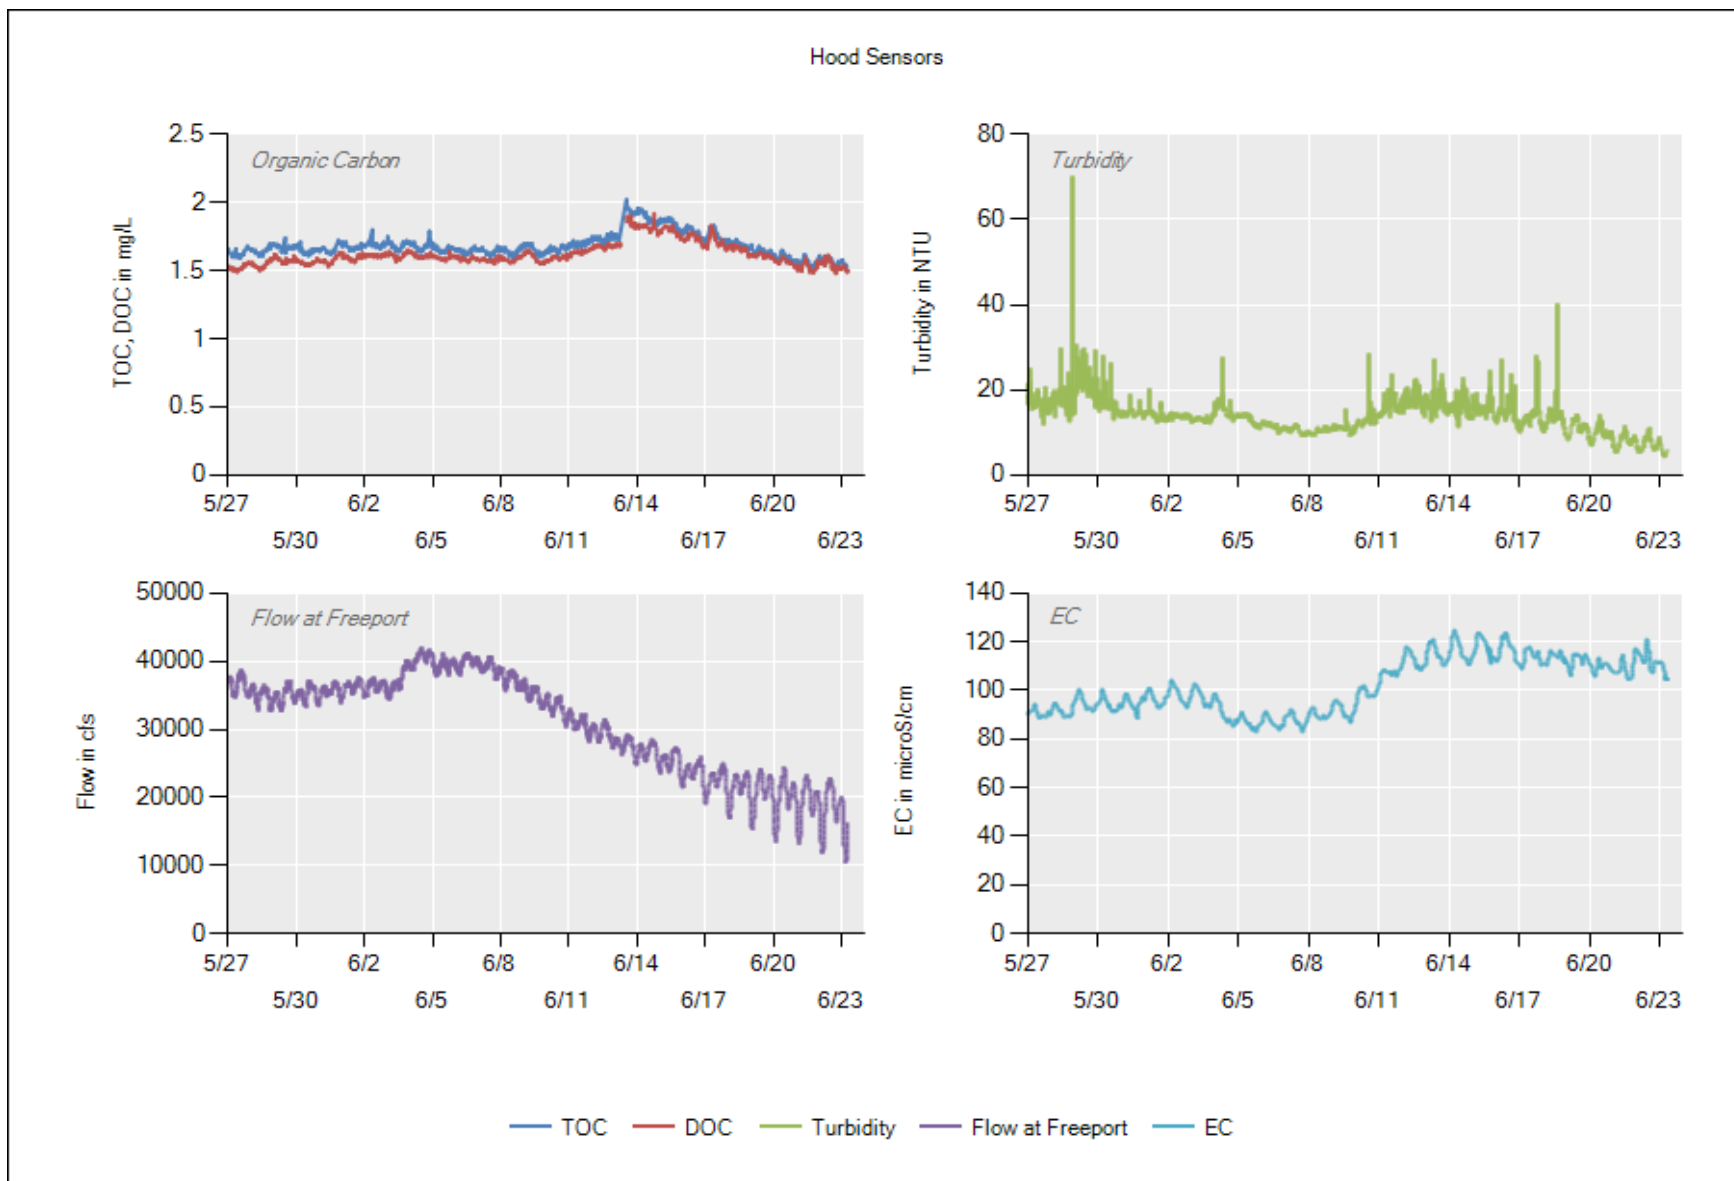 Hood Sensors
Organic Carbon
TOC, DOC in mg/L
2.5
2
1.5
1
0.5
0
5/27 6/2 6/8 6/14 6/20
5/30 6/5 6/11 6/17 6/23
Turbidity
Turbidity in NTU
80
60
40
20
0
5/27 6/2 6/8 6/14 6/20
5/30 6/5 6/11 6/17 6/23
Flow at Freeport
Flow in cfs
50000
40000
30000
20000
10000
0
5/27 6/2 6/8 6/14 6/20
5/30 6/5 6/11 6/17 6/23
EC
EC in microS/cm
140
120
100
80
60
40
20
0
5/27 6/2 6/8 6/14 6/20
5/30 6/5 6/11 6/17 6/23
TOC DOC Turbidity Flow at Freeport EC